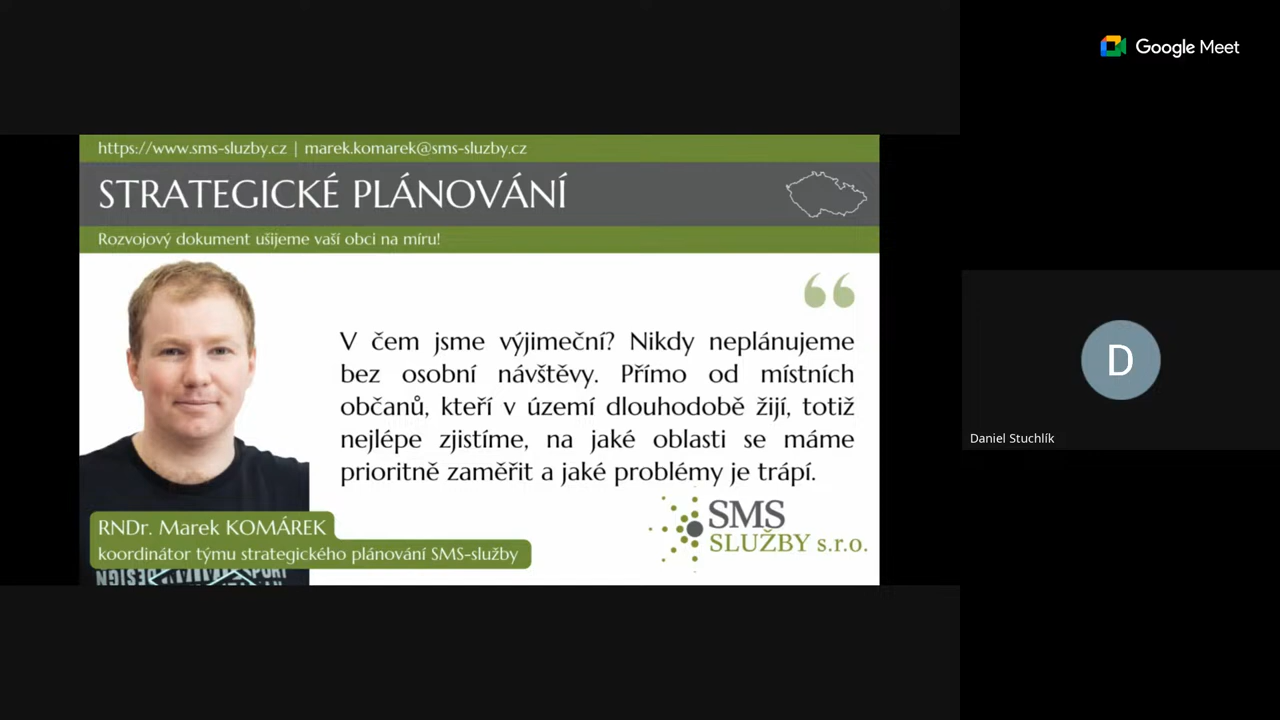 Google Meet
https://www.sms-sluzby.cz | marek.komarek@sms-sluzby.cz
STRATEGICKÉ PLÁNOVÁNÍ
Rozvojový dokument ušijeme vaší obci na míru!
“
V čem jsme výjimeční? Nikdy neplánujeme
bez osobní návštěvy. Přímo od místních
občanů, kteří v území dlouhodobě žijí, totiž
nejlépe zjistíme, na jaké oblasti se máme
prioritně zaměřit a jaké problémy je trápí.
SMS
SLUŽBY s.r.o.
RNDr. Marek KOMÁREK
koordinátor týmu strategického plánování SMS-služby
D
Daniel Stuchlík